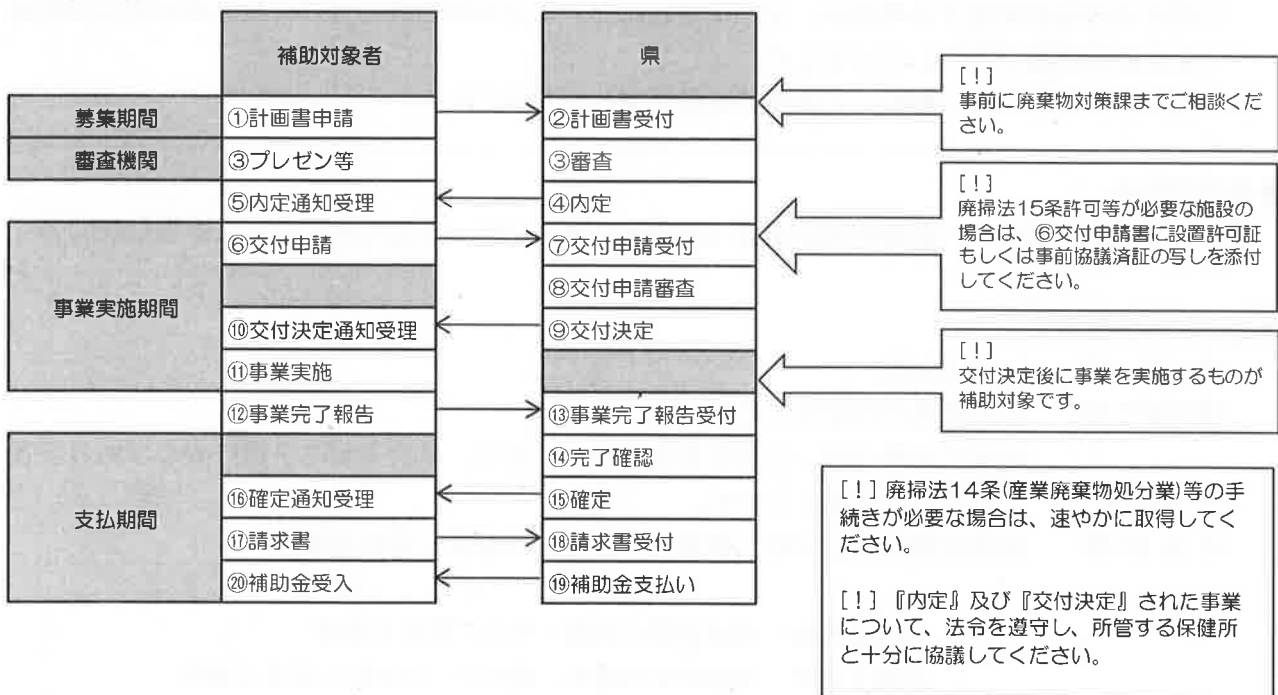 補助対象者
県
募集期間
①計画書申請
②計画書受付
審査機関
③プレゼン等
③審査
⑤内定通知受理
④内定
事業実施期間
⑥交付申請
⑦交付申請受付
⑧交付申請審査
⑩交付決定通知受理
⑨交付決定
⑪事業実施
⑫事業完了報告
⑬事業完了報告受付
支払期間
⑭完了確認
⑯確定通知受理
⑮確定
⑰請求書
⑱請求書受付
⑳補助金受入
⑲補助金支払い
[！]
事前に廃棄物対策課までご相談くだ
さい。
[！]
廃掃法15条許可等が必要な施設の
場合は、⑥交付申請書に設置許可証
もしくは事前協議済証の写しを添付
してください。
[！]
交付決定後に事業を実施するものが
補助対象です。
[！] 廃掃法14条(産業廃棄物処分業)等の手
続きが必要な場合は、速やかに取得してく
ださい。
[！] 『内定』及び『交付決定』された事業
について、法令を遵守し、所管する保健所
と十分に協議してください。